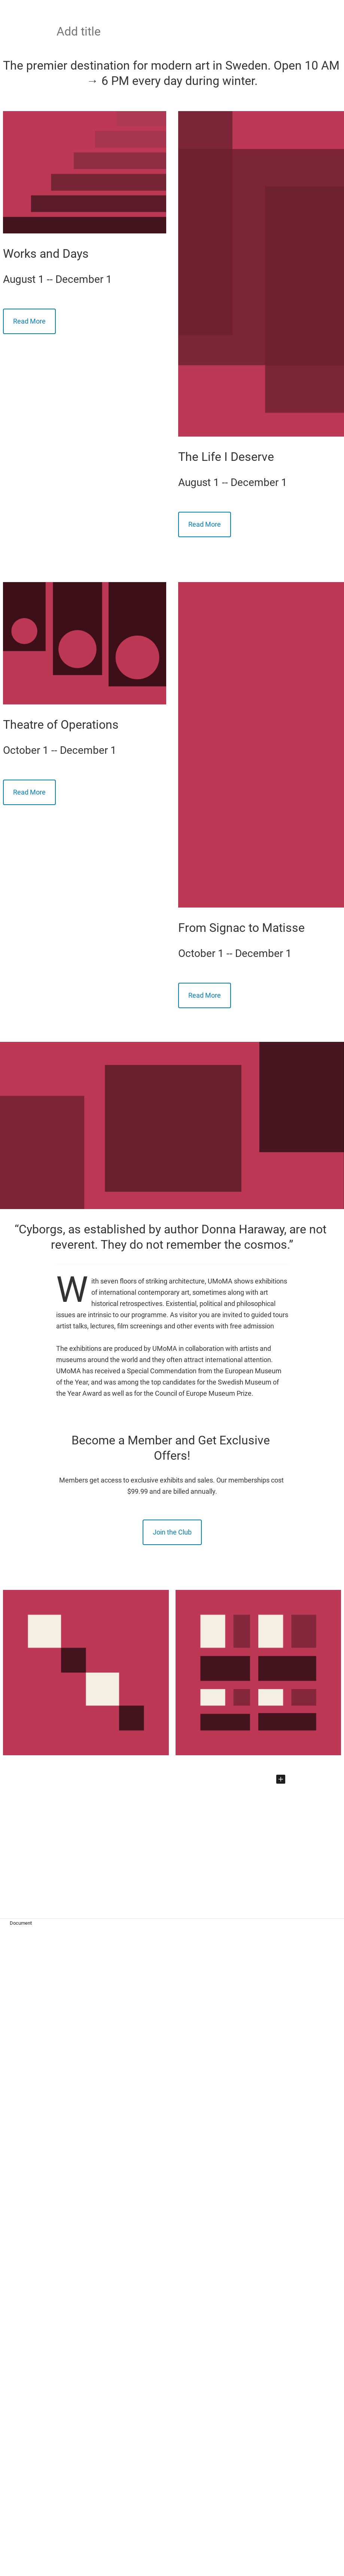 Add title
The premier destination for modern art in Sweden. Open 10 AM
→ 6 PM every day during winter.
Works and Days
August 1 -- December 1
Read More
The Life I Deserve
August 1 -- December 1
Read More
Theatre of Operations
October 1 -- December 1
Read More
From Signac to Matisse
October 1 -- December 1
Read More
“Cyborgs, as established by author Donna Haraway, are not
reverent. They do not remember the cosmos.”
With seven floors of striking architecture, UMoMA shows exhibitions
of international contemporary art, sometimes along with art
historical retrospectives. Existential, political and philosophical
issues are intrinsic to our programme. As visitor you are invited to guided tours
artist talks, lectures, film screenings and other events with free admission
The exhibitions are produced by UMoMA in collaboration with artists and
museums around the world and they often attract international attention.
UMoMA has received a Special Commendation from the European Museum
of the Year, and was among the top candidates for the Swedish Museum of
the Year Award as well as for the Council of Europe Museum Prize.
Become a Member and Get Exclusive
Offers!
Members get access to exclusive exhibits and sales. Our memberships cost
$99.99 and are billed annually.
Join the Club
Document